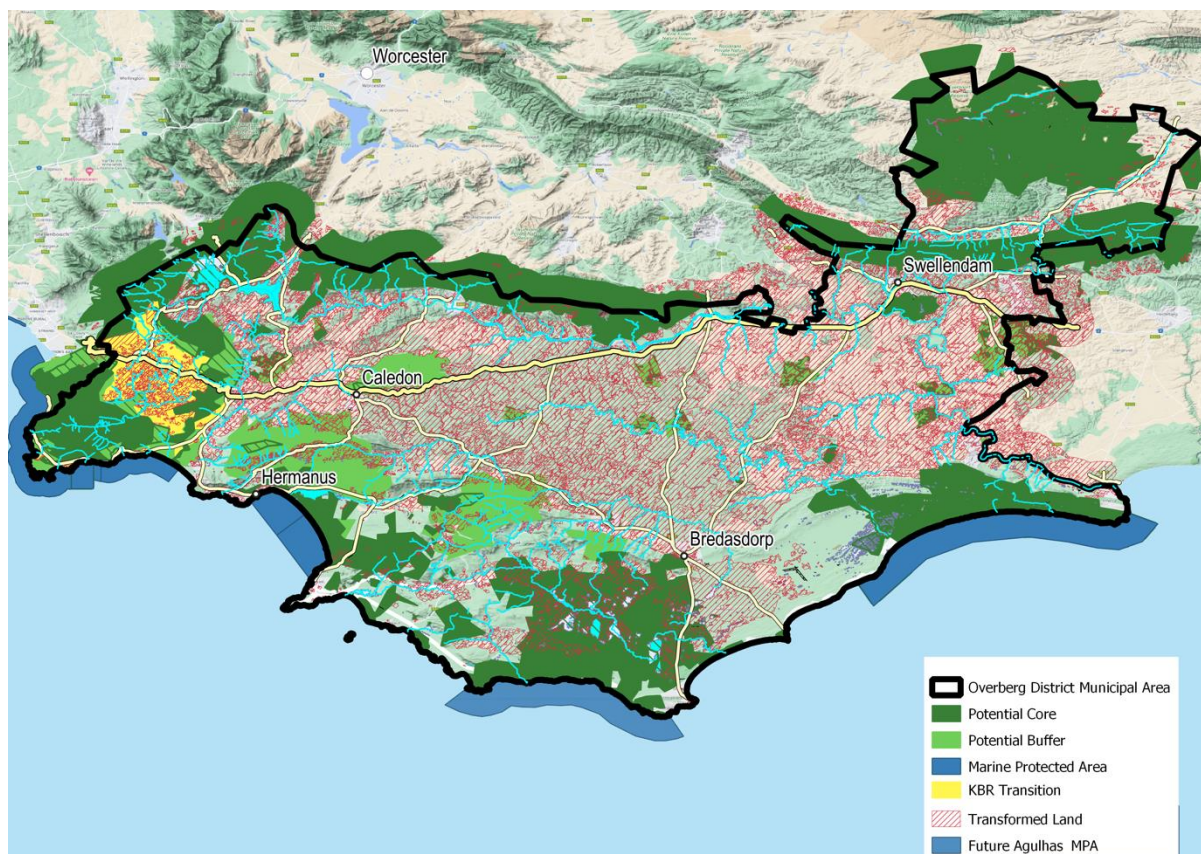 Worcester
Swellendam
Caledon
Hermanus
Bredasdorp
Overberg District Municipal Area
Potential Core
Potential Buffer
Marine Protected Area
KBR Transition
Transformed Land
Future Agulhas MPA